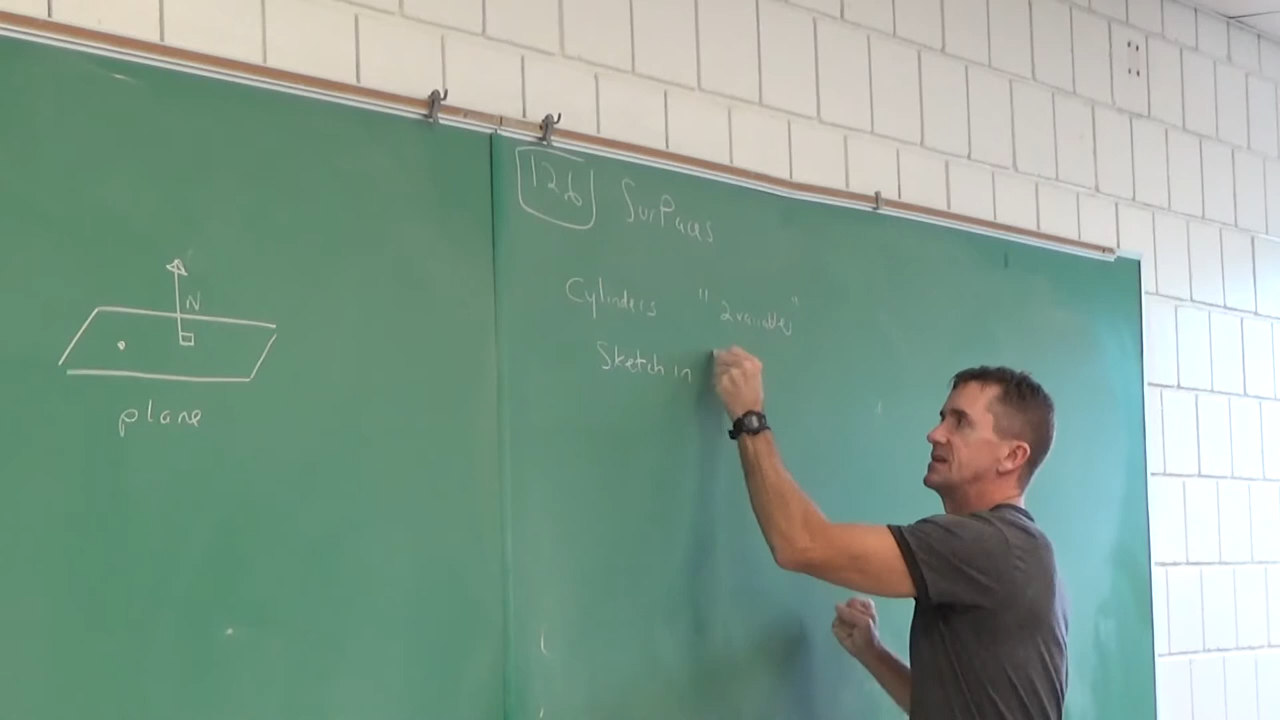 N
plane
12.6 Surfaces
Cylinders "2 variables"
Sketch in